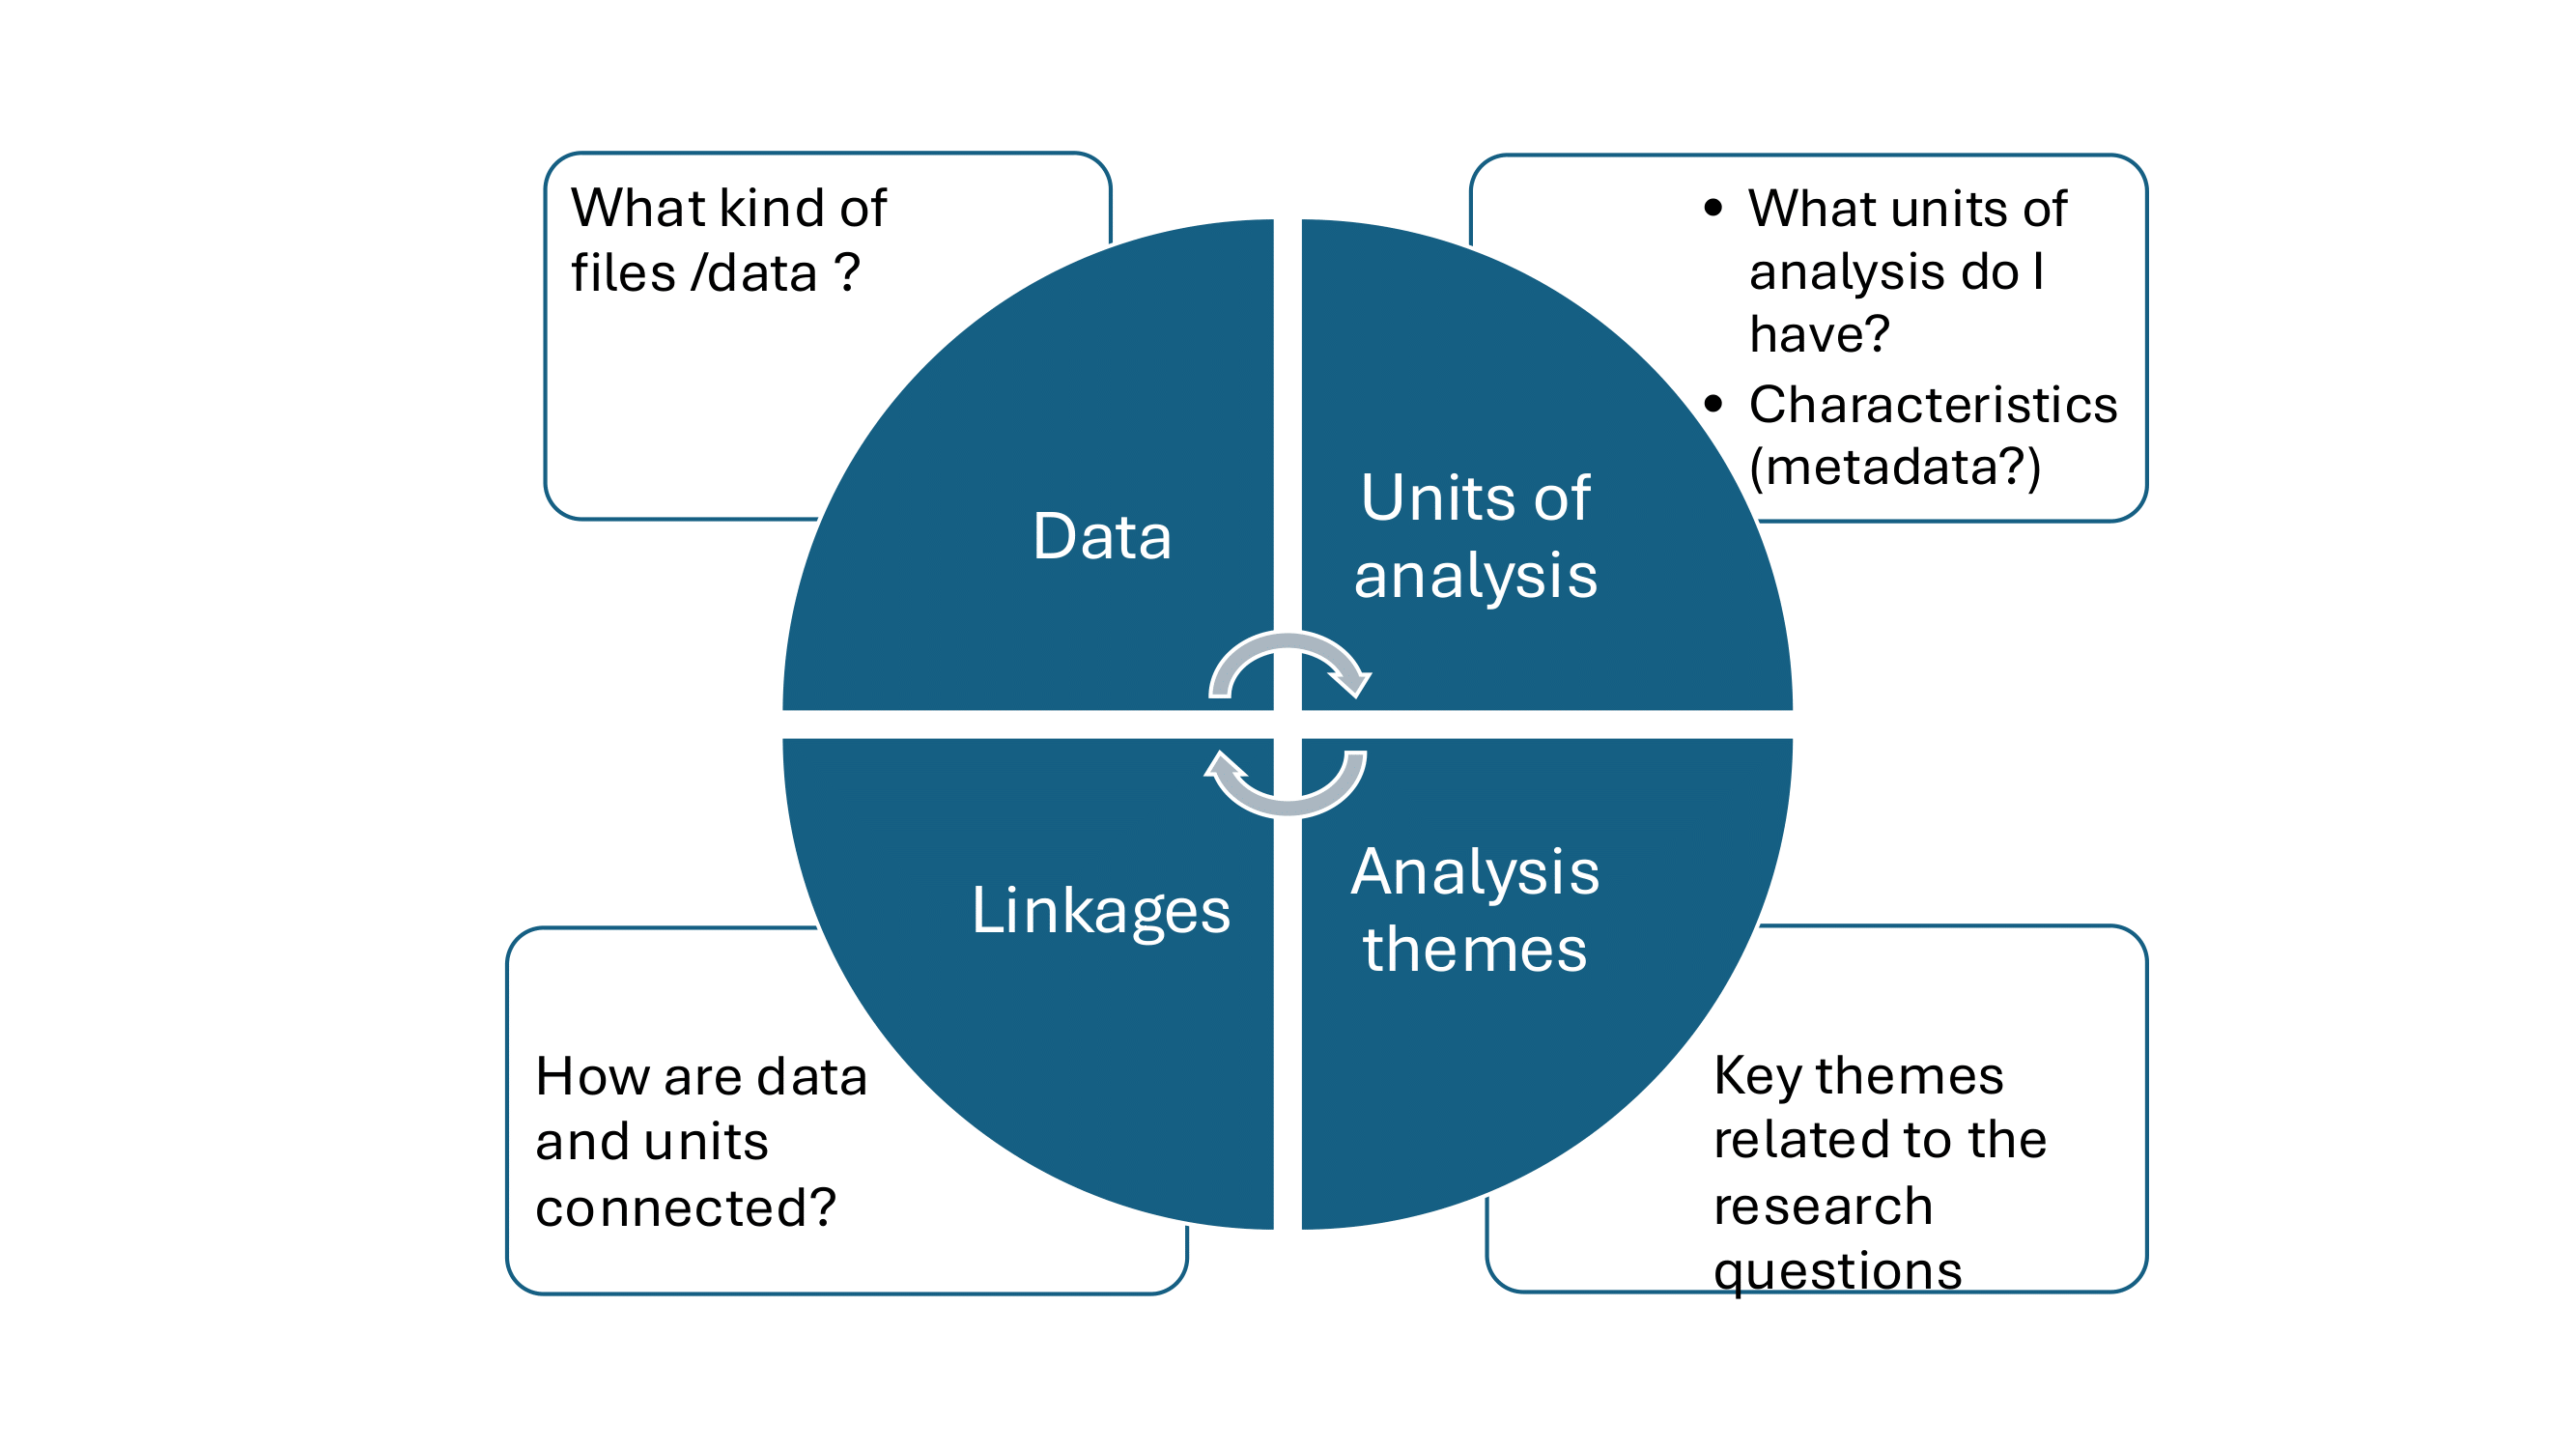 What kind of
files /data ?
• What units of
analysis do I
have?
• Characteristics
(metadata?)
Data
Units of
analysis
Linkages
Analysis
themes
How are data
and units
connected?
Key themes
related to the
research
questions